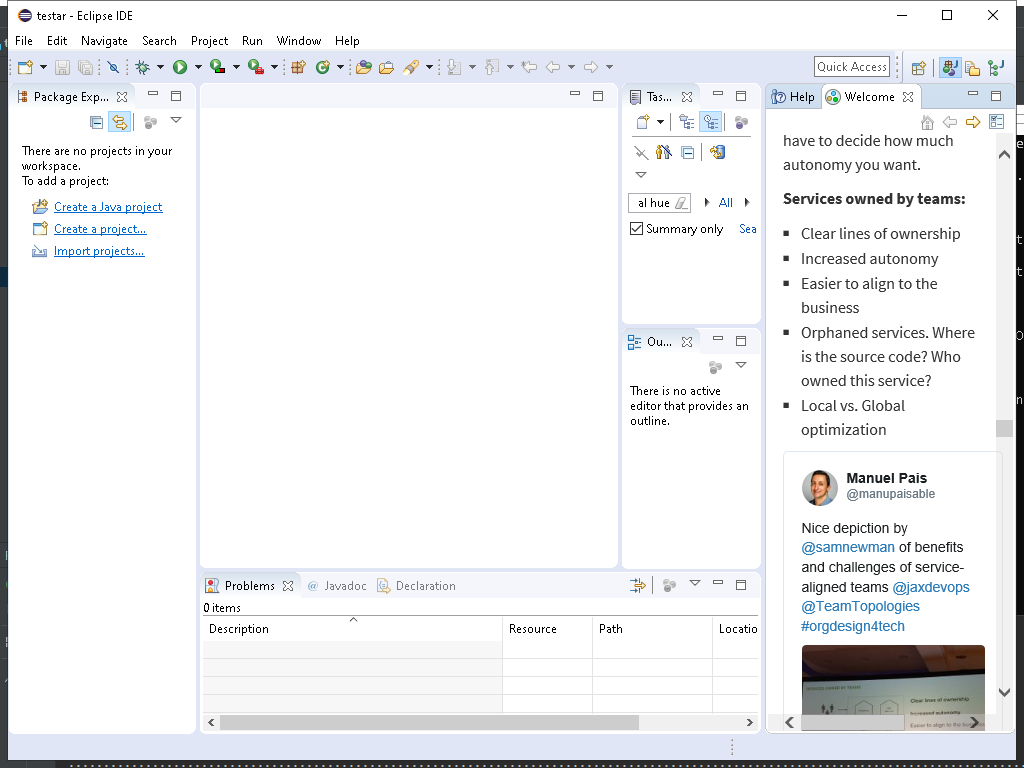 testar - Eclipse IDE
File Edit Navigate Search Project Run Window Help
Quick Access
Package Exp...
There are no projects in your
workspace.
To add a project:
Create a Java project
Create a project...
Import projects...
Tas...
al hue
All
Summary only
Sea
Ou...
There is no active
editor that provides an
outline.
Problems
Javadoc
Declaration
0 items
Description Resource Path Locatio
Help
Welcome
have to decide how much
autonomy you want.
Services owned by teams:
Clear lines of ownership
Increased autonomy
Easier to align to the
business
Orphaned services. Where
is the source code? Who
owned this service?
Local vs. Global
optimization
Manuel Pais
@manupaisable
Nice depiction by
@samnewman of benefits
and challenges of service-
aligned teams @jaxdevops
@TeamTopologies
#orgdesign4tech
SERVICES OWNED BY TEAMS
Clear lines of ownership
Increased autonomy
Easier to align to the